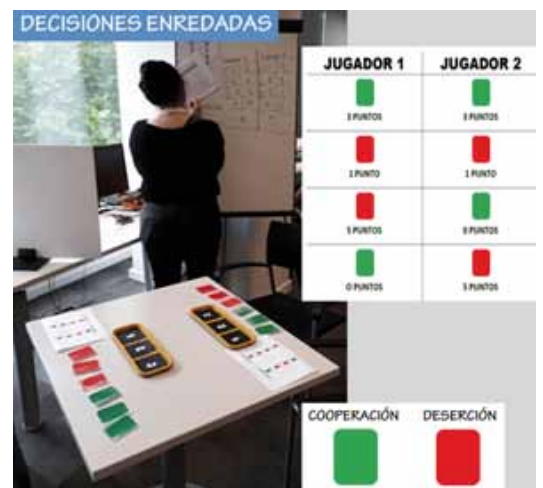 DECISIONES ENREDADAS
JUGADOR 1 JUGADOR 2
3 PUNTOS 3 PUNTOS
1 PUNTO 1 PUNTO
5 PUNTOS 0 PUNTOS
0 PUNTOS 5 PUNTOS
COOPERACIÓN DESERCIÓN